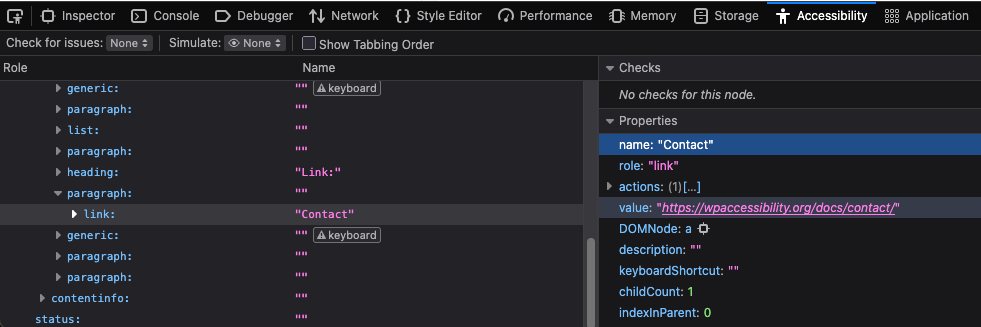 Inspector Console Debugger Network Style Editor Performance Memory Storage Accessibility Application
Check for issues: None Simulate: None Show Tabbing Order
Role Name
generic: "" keyboard
paragraph: ""
list: ""
paragraph: ""
heading: "Link:"
paragraph: ""
link: "Contact"
generic: "" keyboard
paragraph: ""
paragraph: ""
contentinfo: ""
status: ""
Checks
No checks for this node.
Properties
name: "Contact"
role: "link"
actions: (1)[…]
value: "https://wpaccessibility.org/docs/contact/"
DOMNode: a
description: ""
keyboardShortcut: ""
childCount: 1
indexInParent: 0